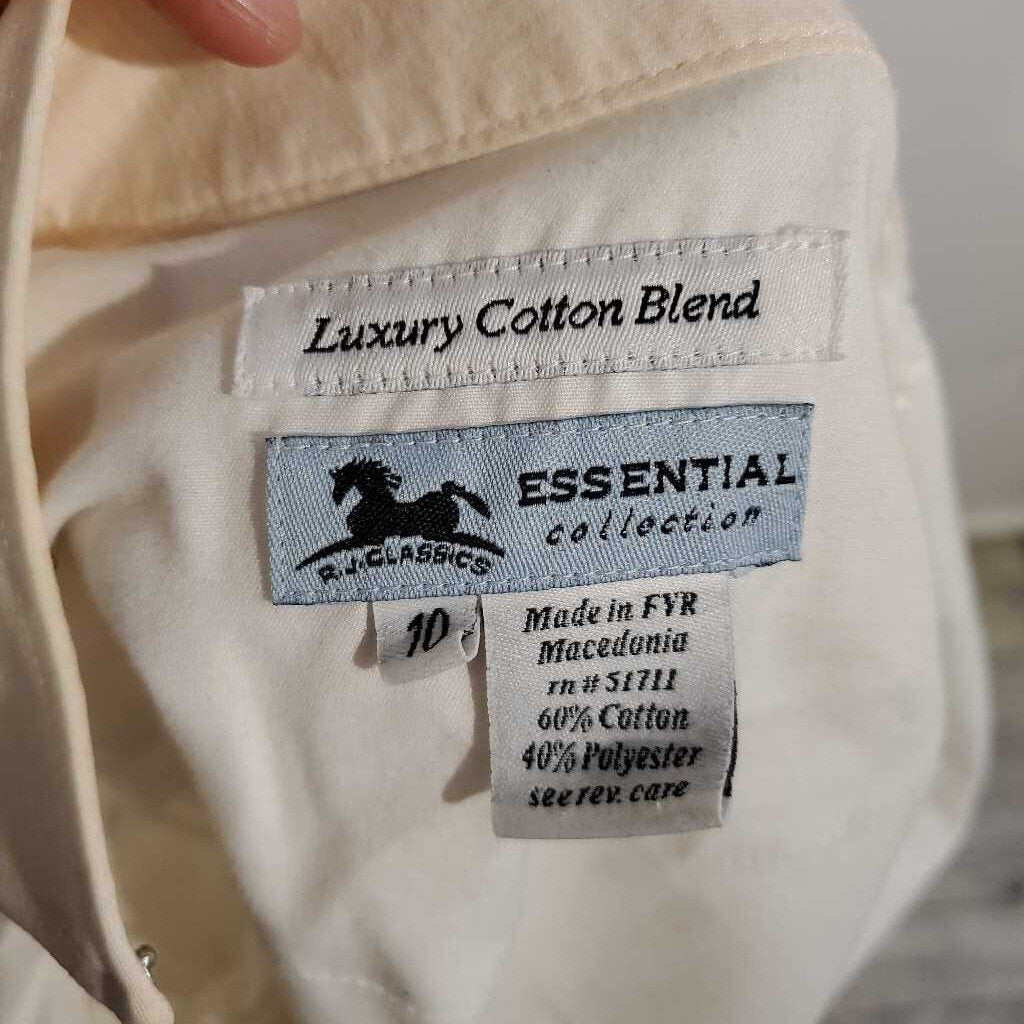 Luxury Cotton Blend
ESSENTIAL
collection
R.J.CLASSICS
10
Made in FYR
Macedonia
rn# 51711
60% Cotton
40% Polyester
see rev. care